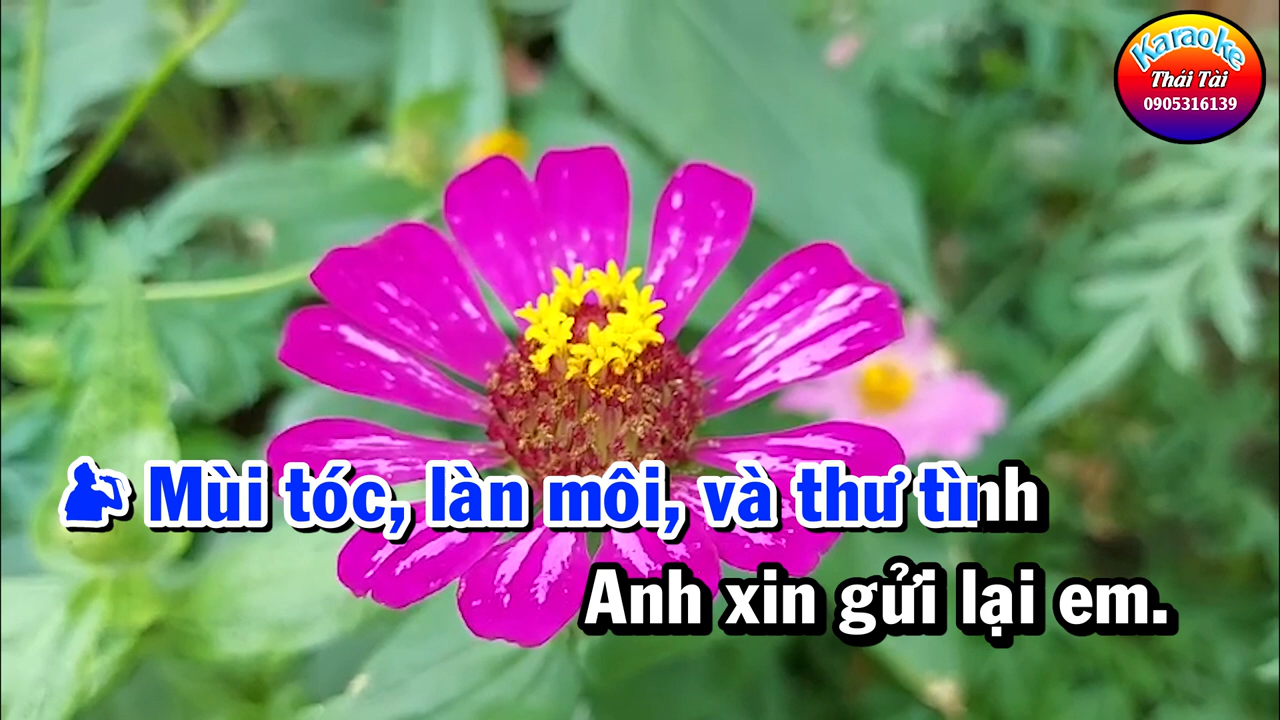 Karaoke
Thái Tài
0905316139
Mùi tóc, làn môi, và thư tình
Anh xin gửi lại em.